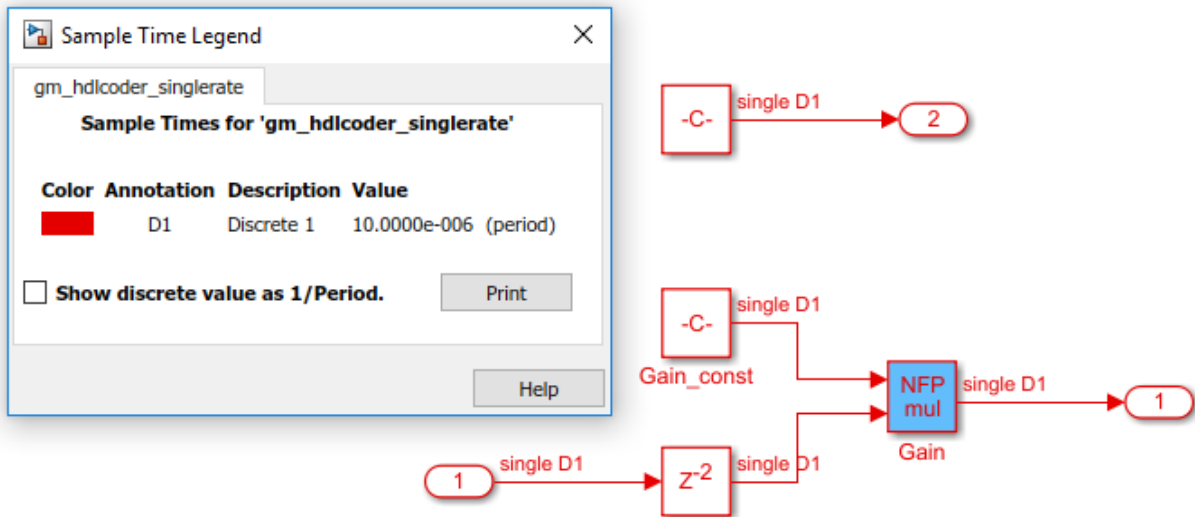 Sample Time Legend
gm_hdlcoder_singlerate
Sample Times for 'gm_hdlcoder_singlerate'
Color Annotation Description Value
D1 Discrete 1 10.0000e-006 (period)
Show discrete value as 1/Period.
Print
Help
-C-
single D1
2
-C-
single D1
Gain_const
NFP
mul
single D1
1
Gain
1
single D1
Z-2
single D1